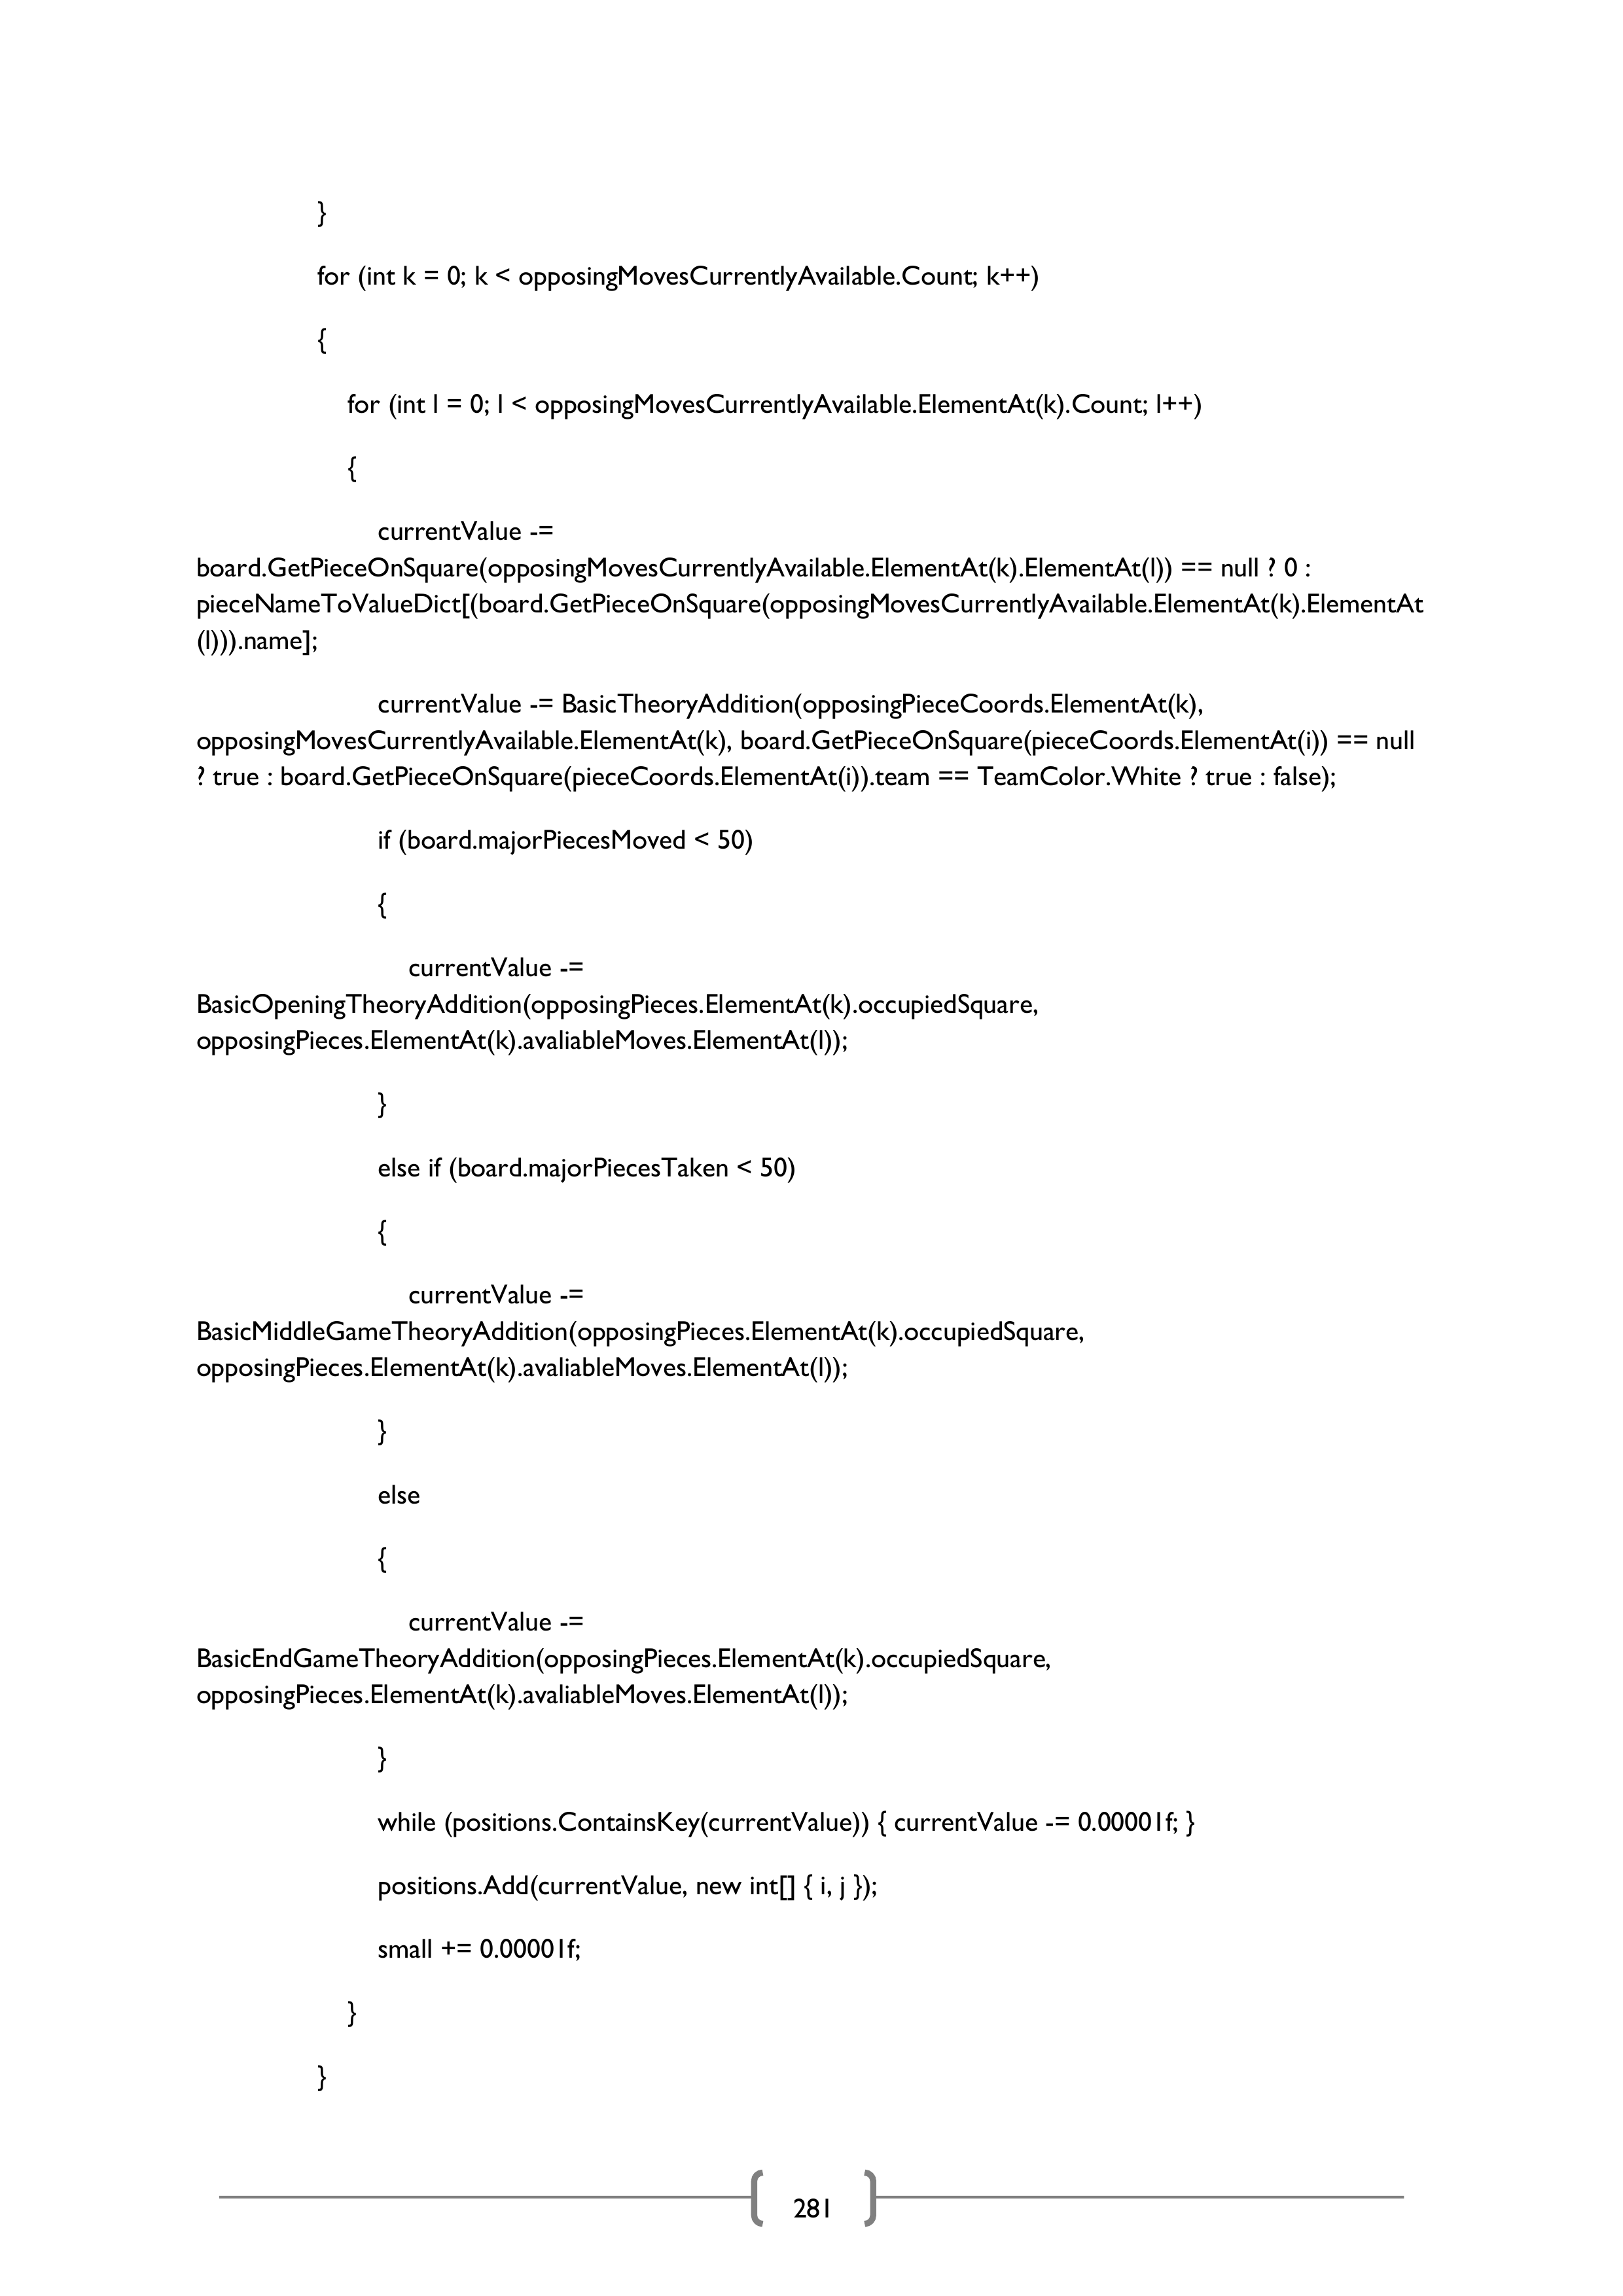 }
for (int k = 0; k < opposingMovesCurrentlyAvailable.Count; k++)
{
for (int l = 0; l < opposingMovesCurrentlyAvailable.ElementAt(k).Count; l++)
{
currentValue -=
board.GetPieceOnSquare(opposingMovesCurrentlyAvailable.ElementAt(k).ElementAt(l)) == null ? 0 :
pieceNameToValueDict[(board.GetPieceOnSquare(opposingMovesCurrentlyAvailable.ElementAt(k).ElementAt
(l))).name];
currentValue -= BasicTheoryAddition(opposingPieceCoords.ElementAt(k),
opposingMovesCurrentlyAvailable.ElementAt(k), board.GetPieceOnSquare(pieceCoords.ElementAt(i)) == null
? true : board.GetPieceOnSquare(pieceCoords.ElementAt(i)).team == TeamColor.White ? true : false);
if (board.majorPiecesMoved < 50)
{
currentValue -=
BasicOpeningTheoryAddition(opposingPieces.ElementAt(k).occupiedSquare,
opposingPieces.ElementAt(k).avaliableMoves.ElementAt(l));
}
else if (board.majorPiecesTaken < 50)
{
currentValue -=
BasicMiddleGameTheoryAddition(opposingPieces.ElementAt(k).occupiedSquare,
opposingPieces.ElementAt(k).avaliableMoves.ElementAt(l));
}
else
{
currentValue -=
BasicEndGameTheoryAddition(opposingPieces.ElementAt(k).occupiedSquare,
opposingPieces.ElementAt(k).avaliableMoves.ElementAt(l));
}
while (positions.ContainsKey(currentValue)) { currentValue -= 0.00001f; }
positions.Add(currentValue, new int[] { i, j });
small += 0.00001f;
}
}
281